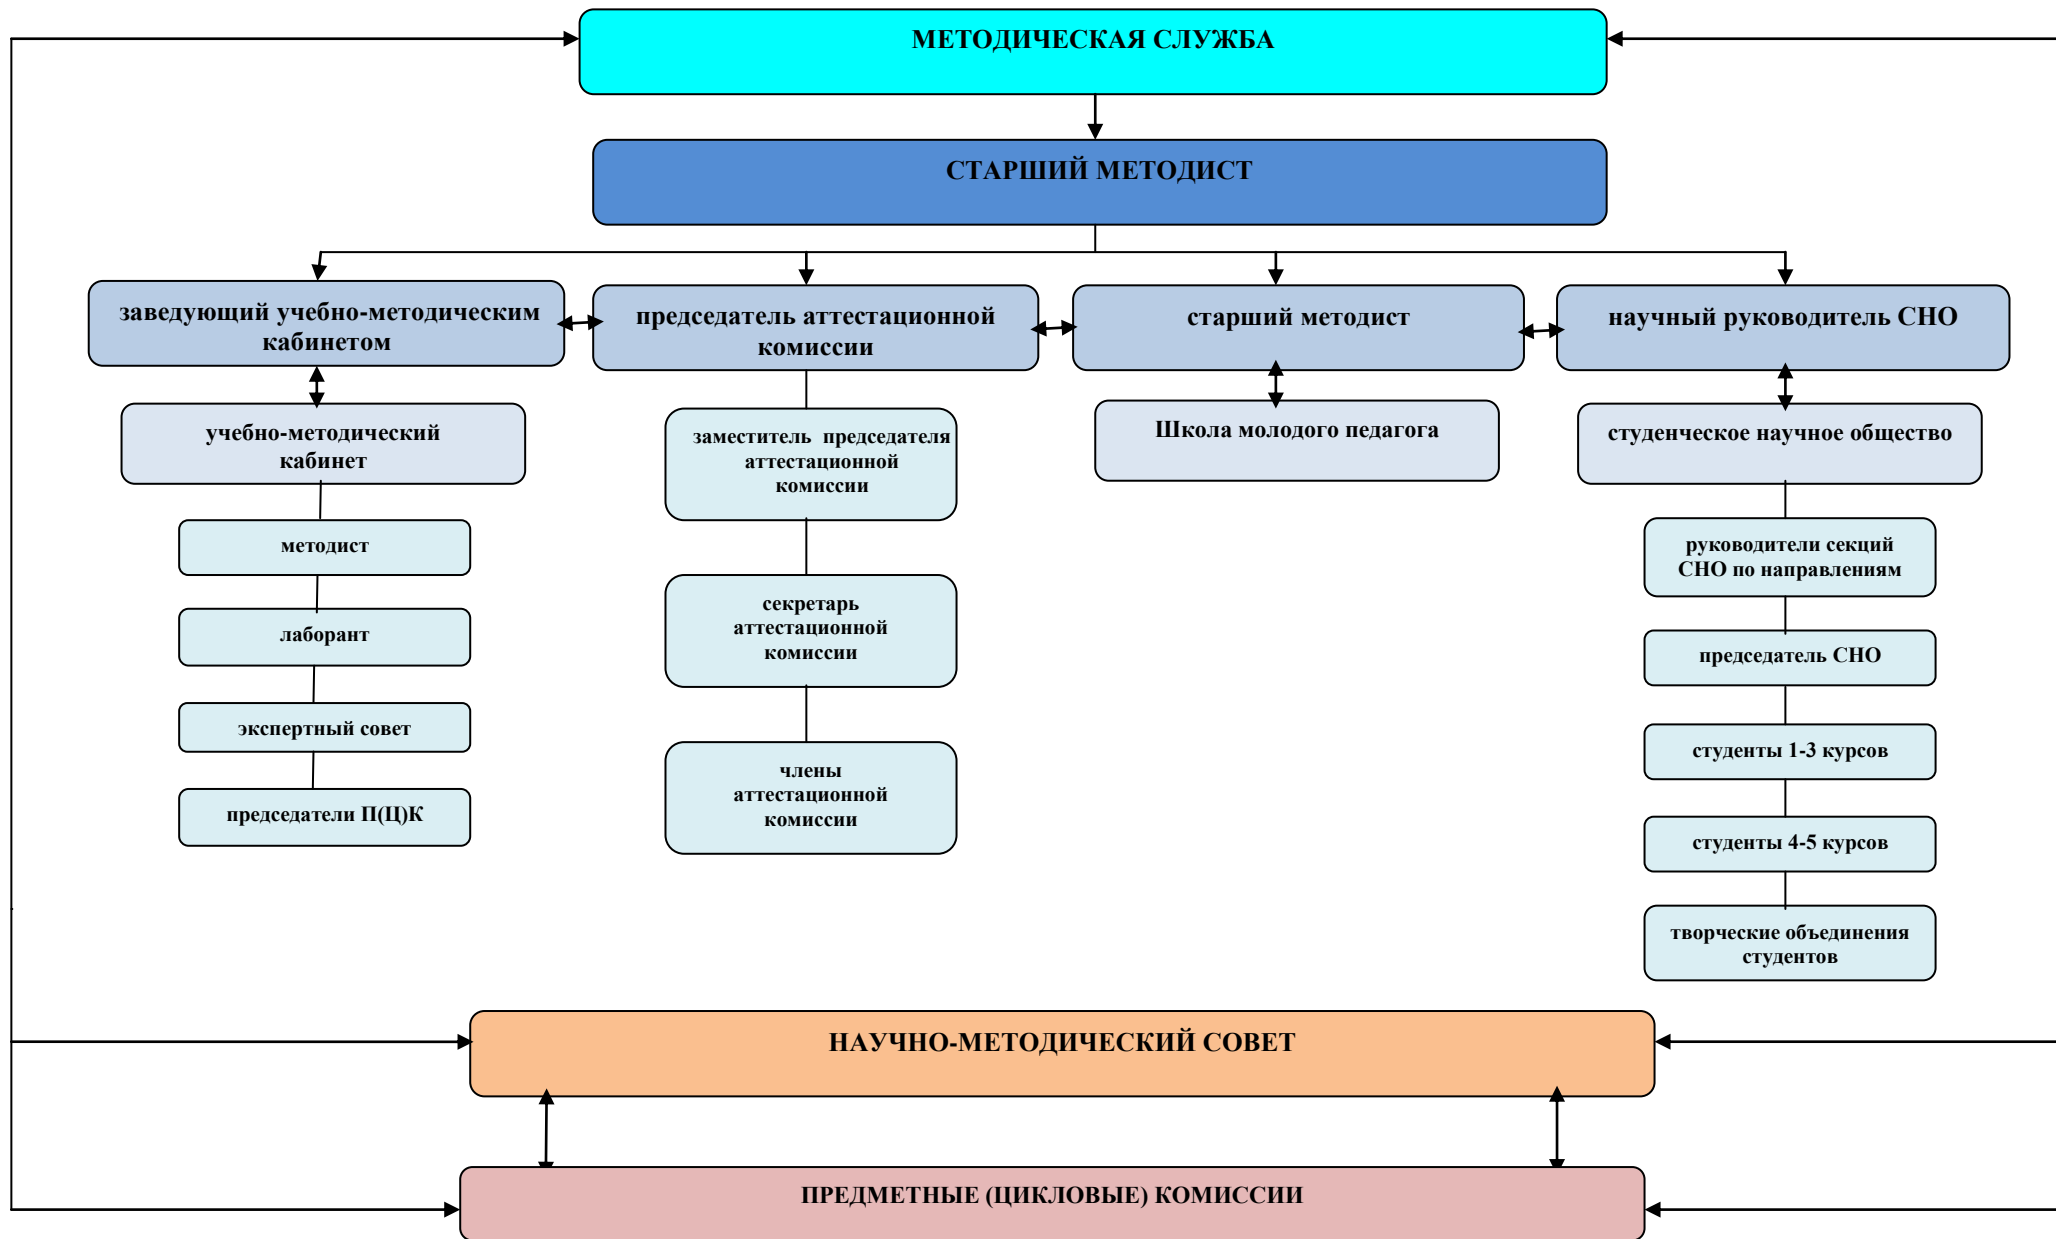 МЕТОДИЧЕСКАЯ СЛУЖБА
СТАРШИЙ МЕТОДИСТ
заведующий учебно-методическим
кабинетом
председатель аттестационной
комиссии
старший методист
научный руководитель СНО
учебно-методический
кабинет
методист
лаборант
экспертный совет
председатели П(Ц)К
заместитель председателя
аттестационной
комиссии
секретарь
аттестационной
комиссии
члены
аттестационной
комиссии
Школа молодого педагога
студенческое научное общество
руководители секций
СНО по направлениям
председатель СНО
студенты 1-3 курсов
студенты 4-5 курсов
творческие объединения
студентов
НАУЧНО-МЕТОДИЧЕСКИЙ СОВЕТ
ПРЕДМЕТНЫЕ (ЦИКЛОВЫЕ) КОМИССИИ